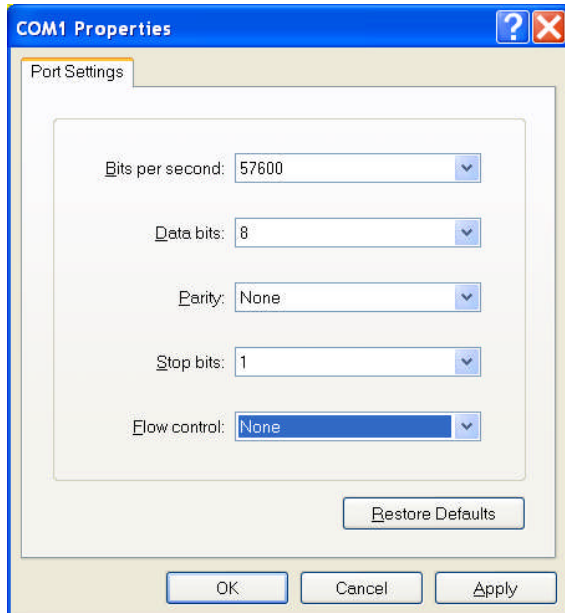 COM1 Properties
Port Settings
Bits per second: 57600
Data bits: 8
Parity: None
Stop bits: 1
Flow control: None
Restore Defaults
OK Cancel Apply